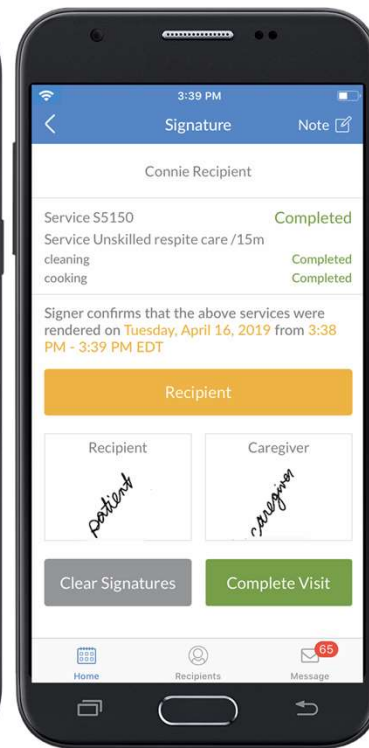 3:39 PM
Signature Note
Connie Recipient
Service S5150 Completed
Service Unskilled respite care /15m
cleaning Completed
cooking Completed
Signer confirms that the above services were
rendered on Tuesday, April 16, 2019 from 3:38
PM - 3:39 PM EDT
Recipient
Recipient Caregiver
patient caregiver
Clear Signatures Complete Visit
65
Home Recipients Message